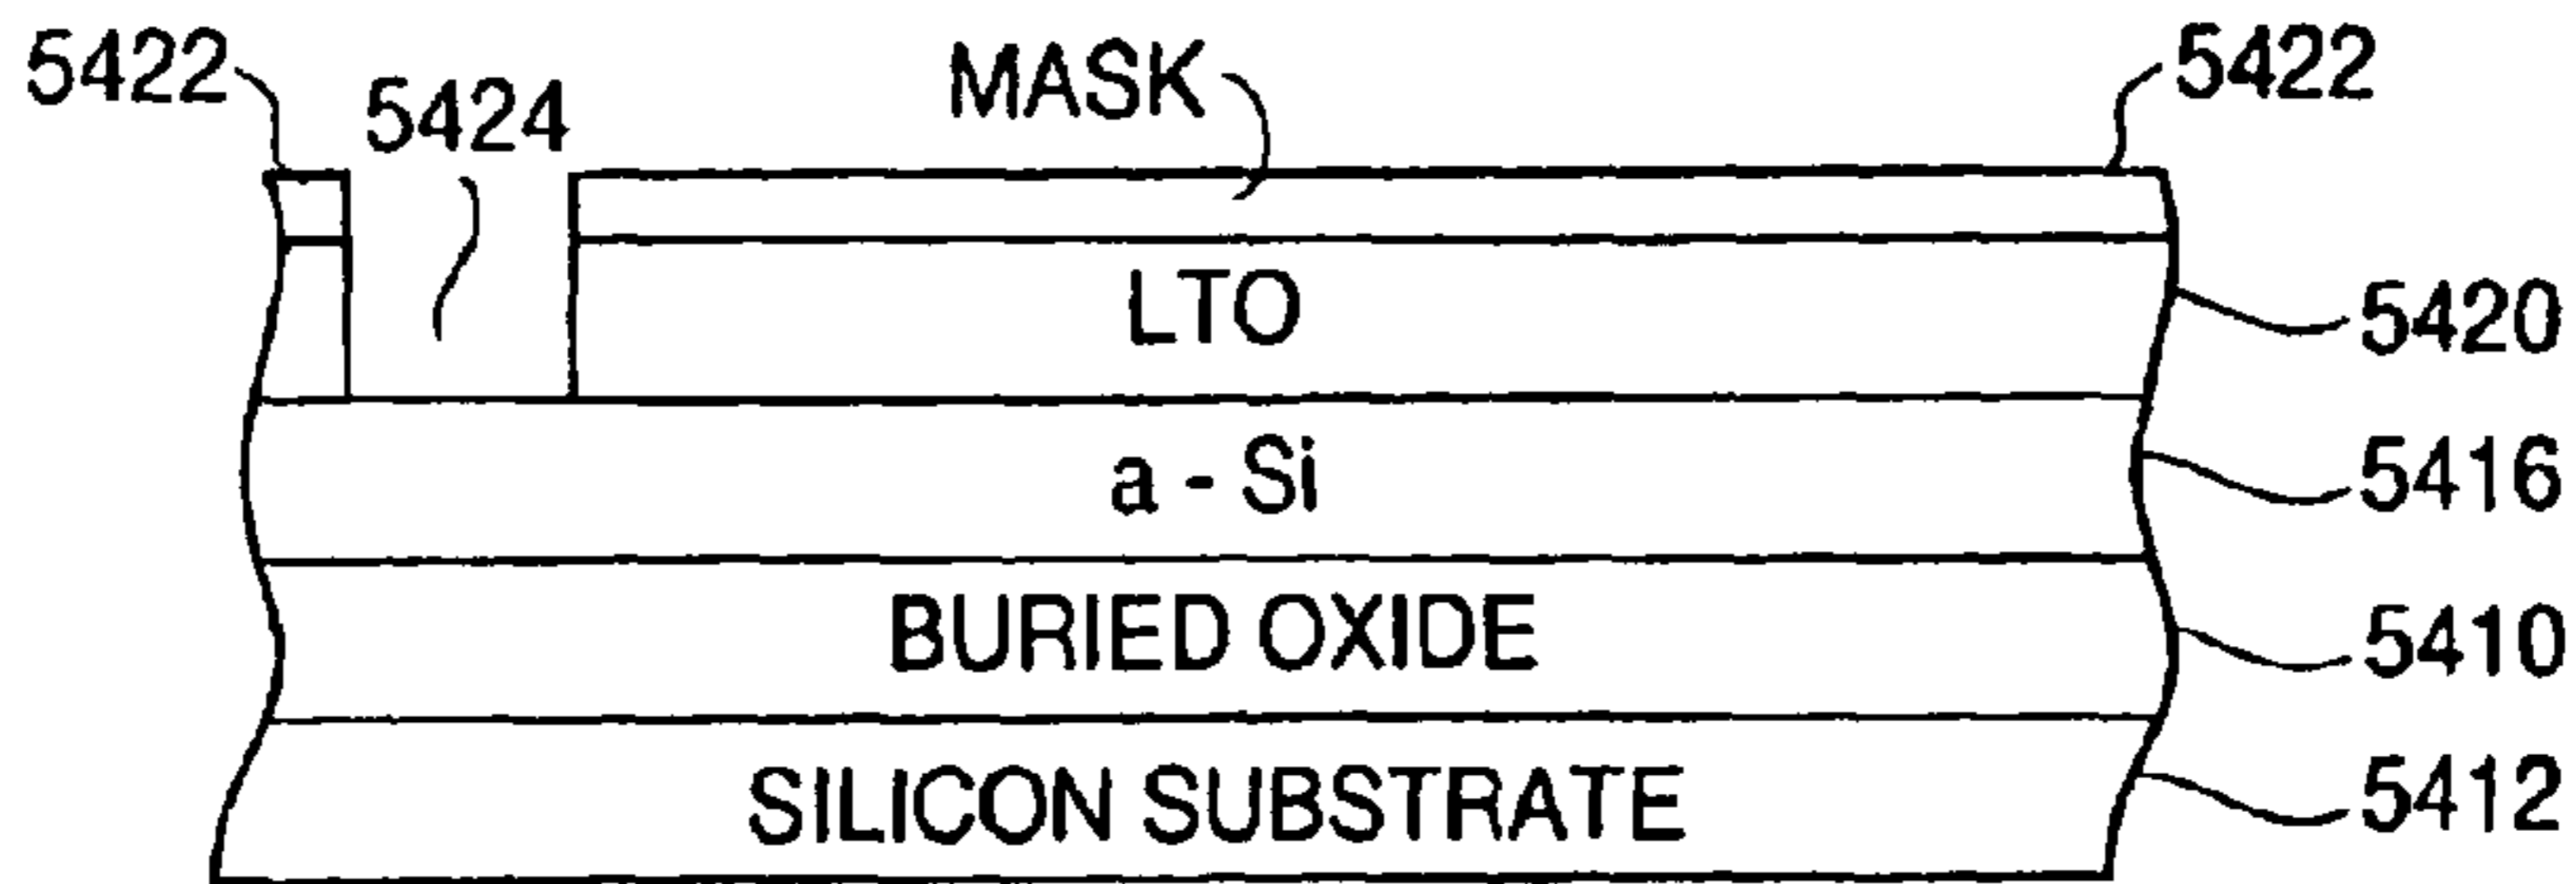 5422
5424
MASK
5422
LTO
5420
a - Si
5416
BURIED OXIDE
5410
SILICON SUBSTRATE
5412